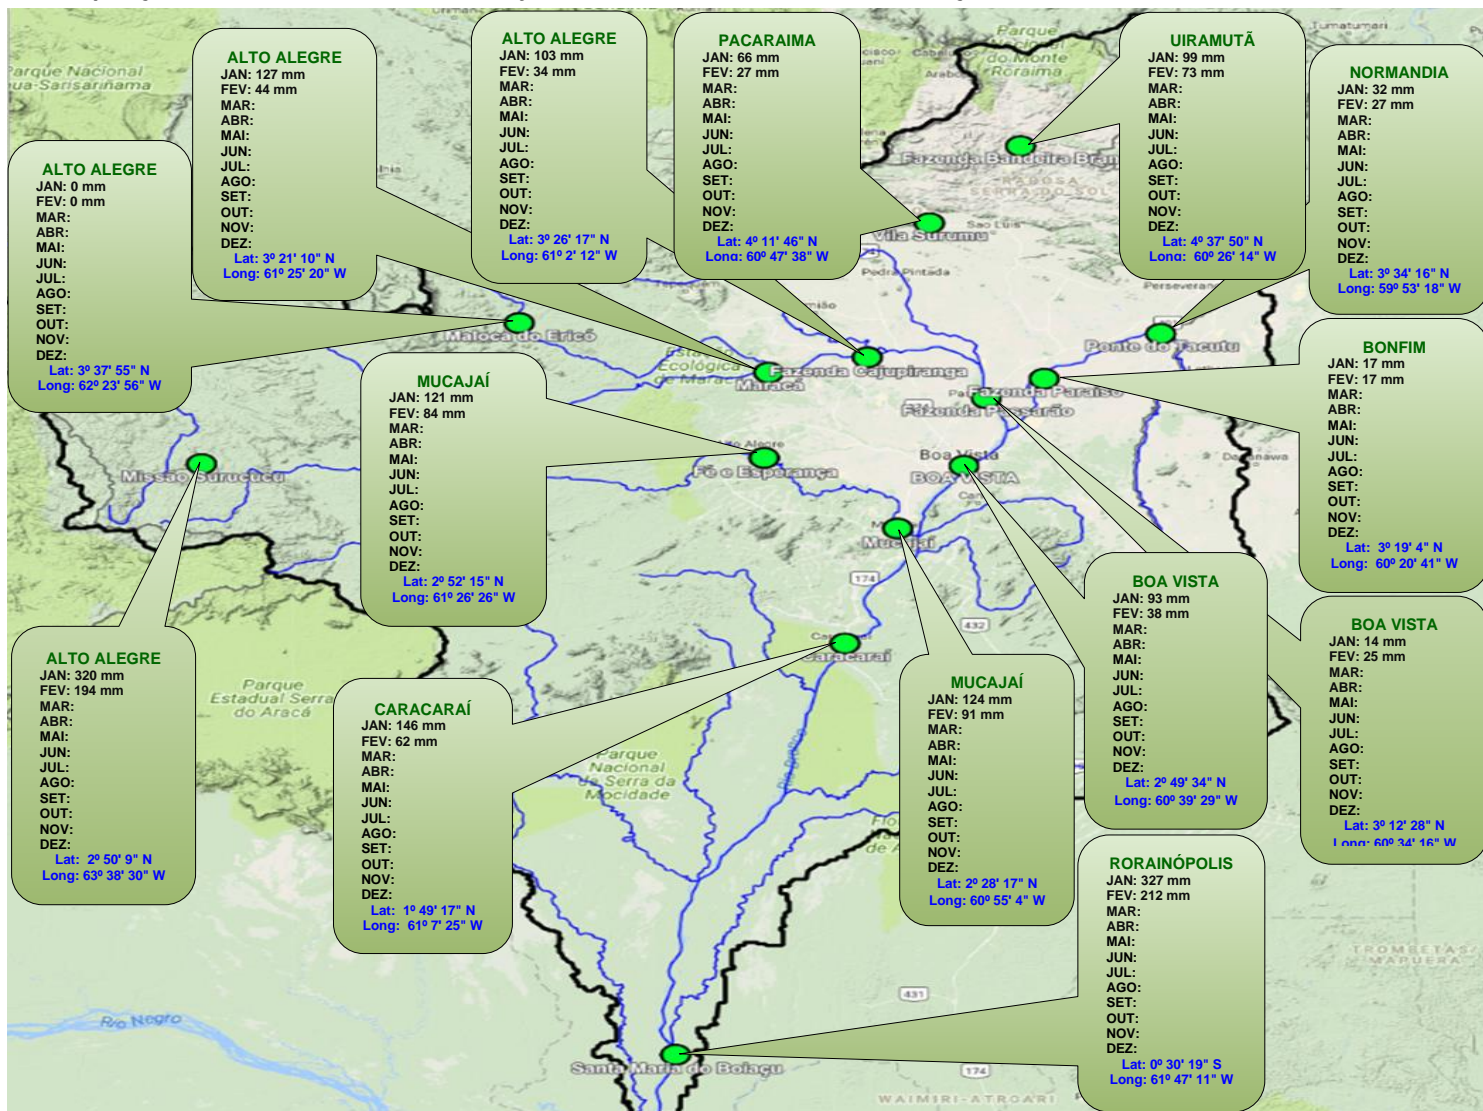 ALTO ALEGRE
JAN: 127 mm
FEV: 44 mm
MAR:
ABR:
MAI:
JUN:
JUL:
AGO:
SET:
OUT:
NOV:
DEZ:
Lat: 3º 21' 10" N
Long: 61º 25' 20" W
ALTO ALEGRE
JAN: 103 mm
FEV: 34 mm
MAR:
ABR:
MAI:
JUN:
JUL:
AGO:
SET:
OUT:
NOV:
DEZ:
Lat: 3º 26' 17" N
Long: 61º 2' 12" W
PACARAIMA
JAN: 66 mm
FEV: 27 mm
MAR:
ABR:
MAI:
JUN:
JUL:
AGO:
SET:
OUT:
NOV:
DEZ:
Lat: 4º 11' 46" N
Long: 60º 47' 38" W
UIRAMUTÃ
JAN: 99 mm
FEV: 73 mm
MAR:
ABR:
MAI:
JUN:
JUL:
AGO:
SET:
OUT:
NOV:
DEZ:
Lat: 4º 37' 50" N
Long: 60º 26' 14" W
NORMANDIA
JAN: 32 mm
FEV: 27 mm
MAR:
ABR:
MAI:
JUN:
JUL:
AGO:
SET:
OUT:
NOV:
DEZ:
Lat: 3º 34' 16" N
Long: 59º 53' 18" W
ALTO ALEGRE
JAN: 0 mm
FEV: 0 mm
MAR:
ABR:
MAI:
JUN:
JUL:
AGO:
SET:
OUT:
NOV:
DEZ:
Lat: 3º 37' 55" N
Long: 62º 23' 56" W
MUCAJAÍ
JAN: 121 mm
FEV: 84 mm
MAR:
ABR:
MAI:
JUN:
JUL:
AGO:
SET:
OUT:
NOV:
DEZ:
Lat: 2º 52' 15" N
Long: 61º 26' 26" W
BONFIM
JAN: 17 mm
FEV: 17 mm
MAR:
ABR:
MAI:
JUN:
JUL:
AGO:
SET:
OUT:
NOV:
DEZ:
Lat: 3º 19' 4" N
Long: 60º 20' 41" W
BOA VISTA
JAN: 93 mm
FEV: 38 mm
MAR:
ABR:
MAI:
JUN:
JUL:
AGO:
SET:
OUT:
NOV:
DEZ:
Lat: 2º 49' 34" N
Long: 60º 39' 29" W
BOA VISTA
JAN: 14 mm
FEV: 25 mm
MAR:
ABR:
MAI:
JUN:
JUL:
AGO:
SET:
OUT:
NOV:
DEZ:
Lat: 3º 12' 28" N
Long: 60º 34' 16" W
ALTO ALEGRE
JAN: 320 mm
FEV: 194 mm
MAR:
ABR:
MAI:
JUN:
JUL:
AGO:
SET:
OUT:
NOV:
DEZ:
Lat: 2º 50' 9" N
Long: 63º 38' 30" W
CARACARAÍ
JAN: 146 mm
FEV: 62 mm
MAR:
ABR:
MAI:
JUN:
JUL:
AGO:
SET:
OUT:
NOV:
DEZ:
Lat: 1º 49' 17" N
Long: 61º 7' 25" W
MUCAJAÍ
JAN: 124 mm
FEV: 91 mm
MAR:
ABR:
MAI:
JUN:
JUL:
AGO:
SET:
OUT:
NOV:
DEZ:
Lat: 2º 28' 17" N
Long: 60º 55' 4" W
RORAINÓPOLIS
JAN: 327 mm
FEV: 212 mm
MAR:
ABR:
MAI:
JUN:
JUL:
AGO:
SET:
OUT:
NOV:
DEZ:
Lat: 0º 30' 19" S
Long: 61º 47' 11" W
Tumatumari
Parque Nacional
Parque
do Monte
Roraima
Vila Surumu
Sao Luis
Pedra Pintada
Maloca do Ericó
Maracá
Fazenda Cajupiranga
Ponte do Tacutu
Fazenda Paraiso
Fazenda Passarão
Missão Surucucu
Fé e Esperança
Boa Vista
BOA VISTA
Mucajaí
174
432
Caracaraí
Parque
Estadual Serra
do Aracá
Parque
Nacional
da Serra da
Mocidade
Rio Branco
Rio Negro
431
174
Santa Maria do Boiaçu
TROMBETAS/
MAPUERA
WAIMIRI-ATROARI